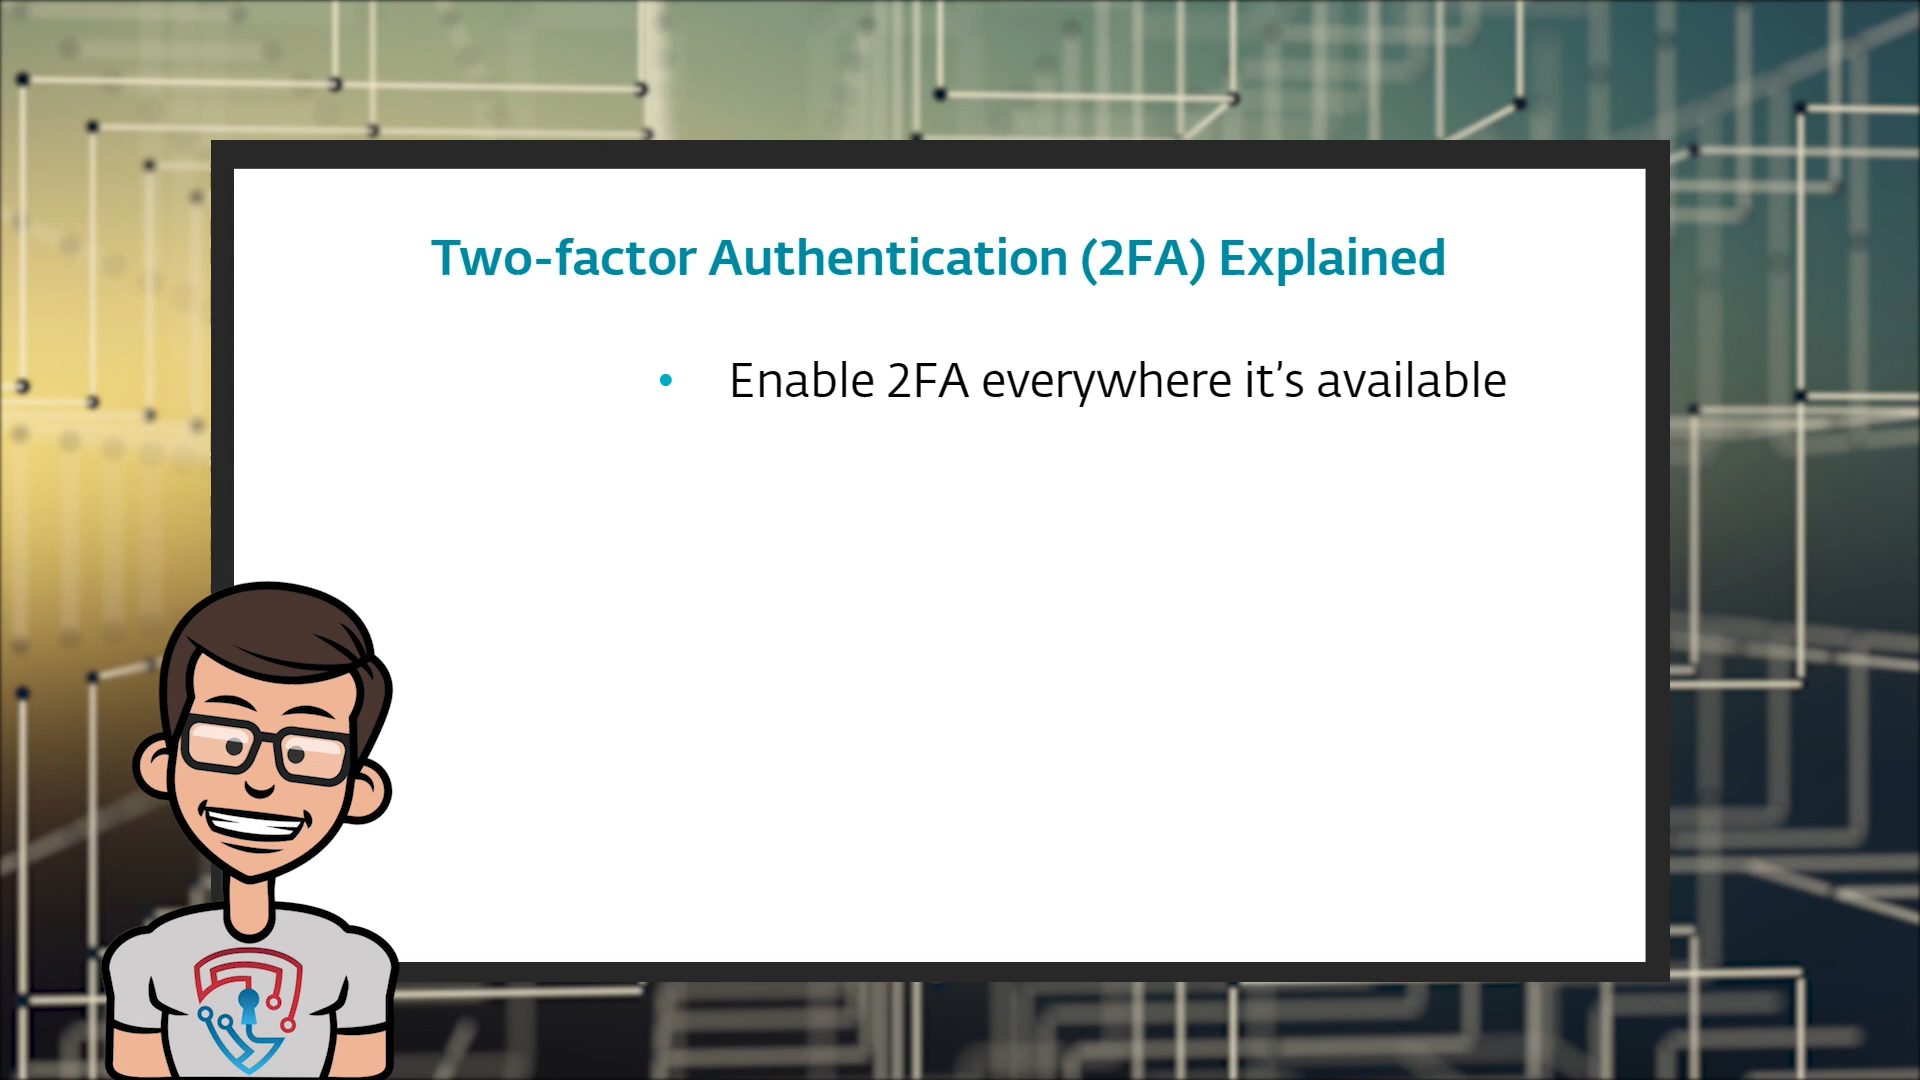 Two-factor Authentication (2FA) Explained
• Enable 2FA everywhere it’s available